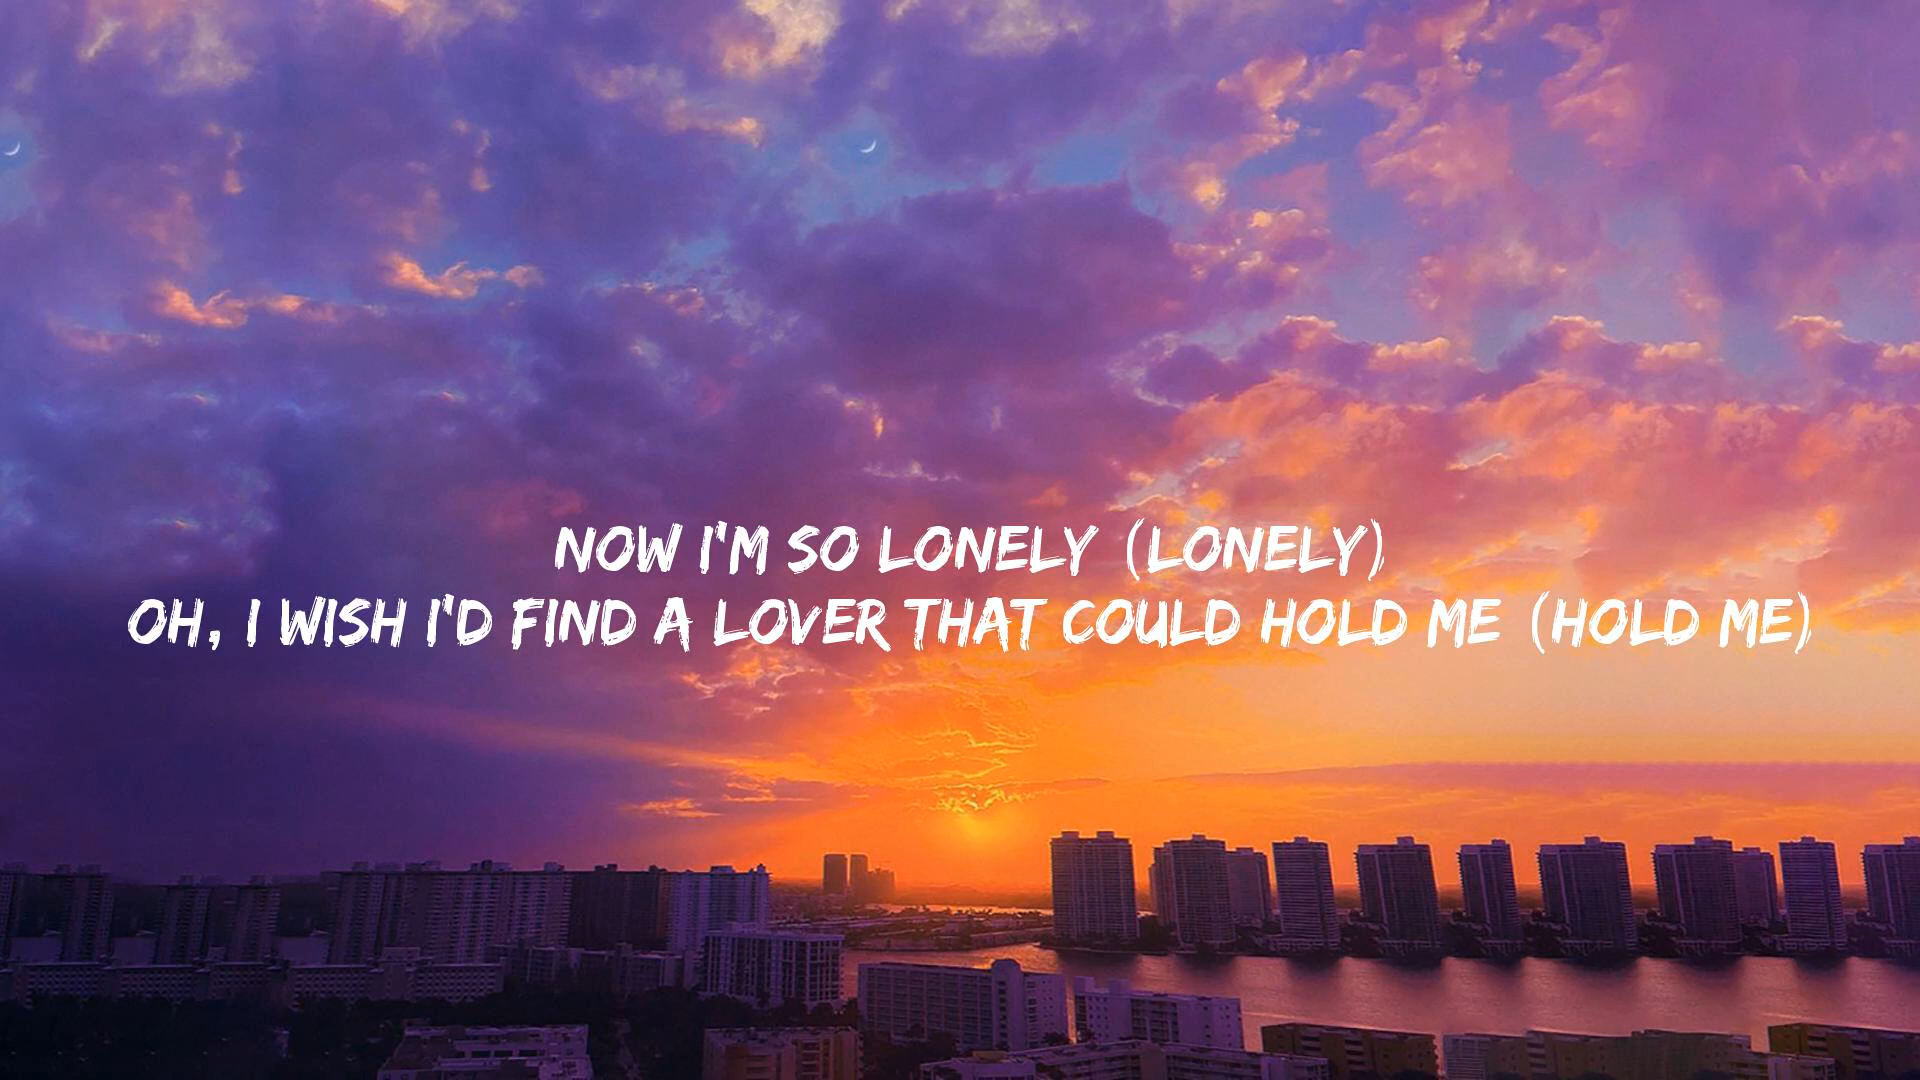 NOW I'M SO LONELY (LONELY)
OH, I WISH I'D FIND A LOVER THAT COULD HOLD ME (HOLD ME)